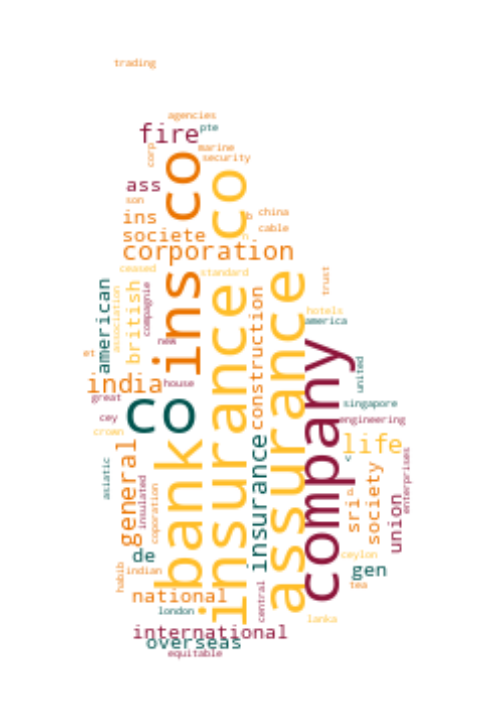 trading
agencies
fire
pte
marine
corp
security
co
ass
co
son
ins
b
china
cable
societe
n
corporation
ceased
standard
trust
ins
insurance co
assurance
american
association
british
compagnie
construction
hotels
america
new
company
et
india
house
united
great
co
singapore
cey
engineering
crown
bank
general
insurance
life
v
asiatic
insulated
coporation
sri
society
union
enterprises
de
ceylon
gen
habib
indian
tea
national
central
london
lanka
international
overseas
equitable